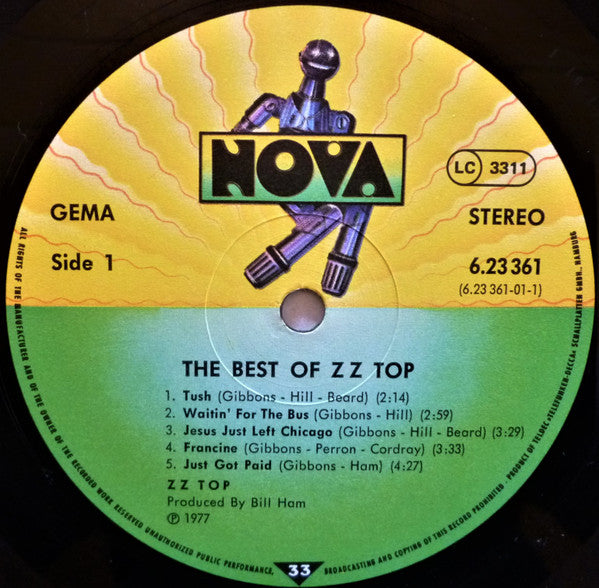 NOVA
LC 3311
GEMA
STEREO
Side 1
6.23 361
(6.23 361-01-1)
THE BEST OF Z Z TOP
1. Tush (Gibbons - Hill - Beard) (2:14)
2. Waitin' For The Bus (Gibbons - Hill) (2:59)
3. Jesus Just Left Chicago (Gibbons - Hill - Beard) (3:29)
4. Francine (Gibbons - Perron - Cordray) (3:33)
5. Just Got Paid (Gibbons - Ham) (4:27)
Z Z TOP
Produced By Bill Ham
℗ 1977
33
ALL RIGHTS OF THE MANUFACTURER AND OF THE OWNER OF THE RECORDED WORK RESERVED UNAUTHORIZED PUBLIC PERFORMANCE, BROADCASTING AND COPYING OF THIS RECORD PROHIBITED · PRODUCT OF TELDEC »TELEFUNKEN-DECCA« SCHALLPLATTEN GMBH., HAMBURG